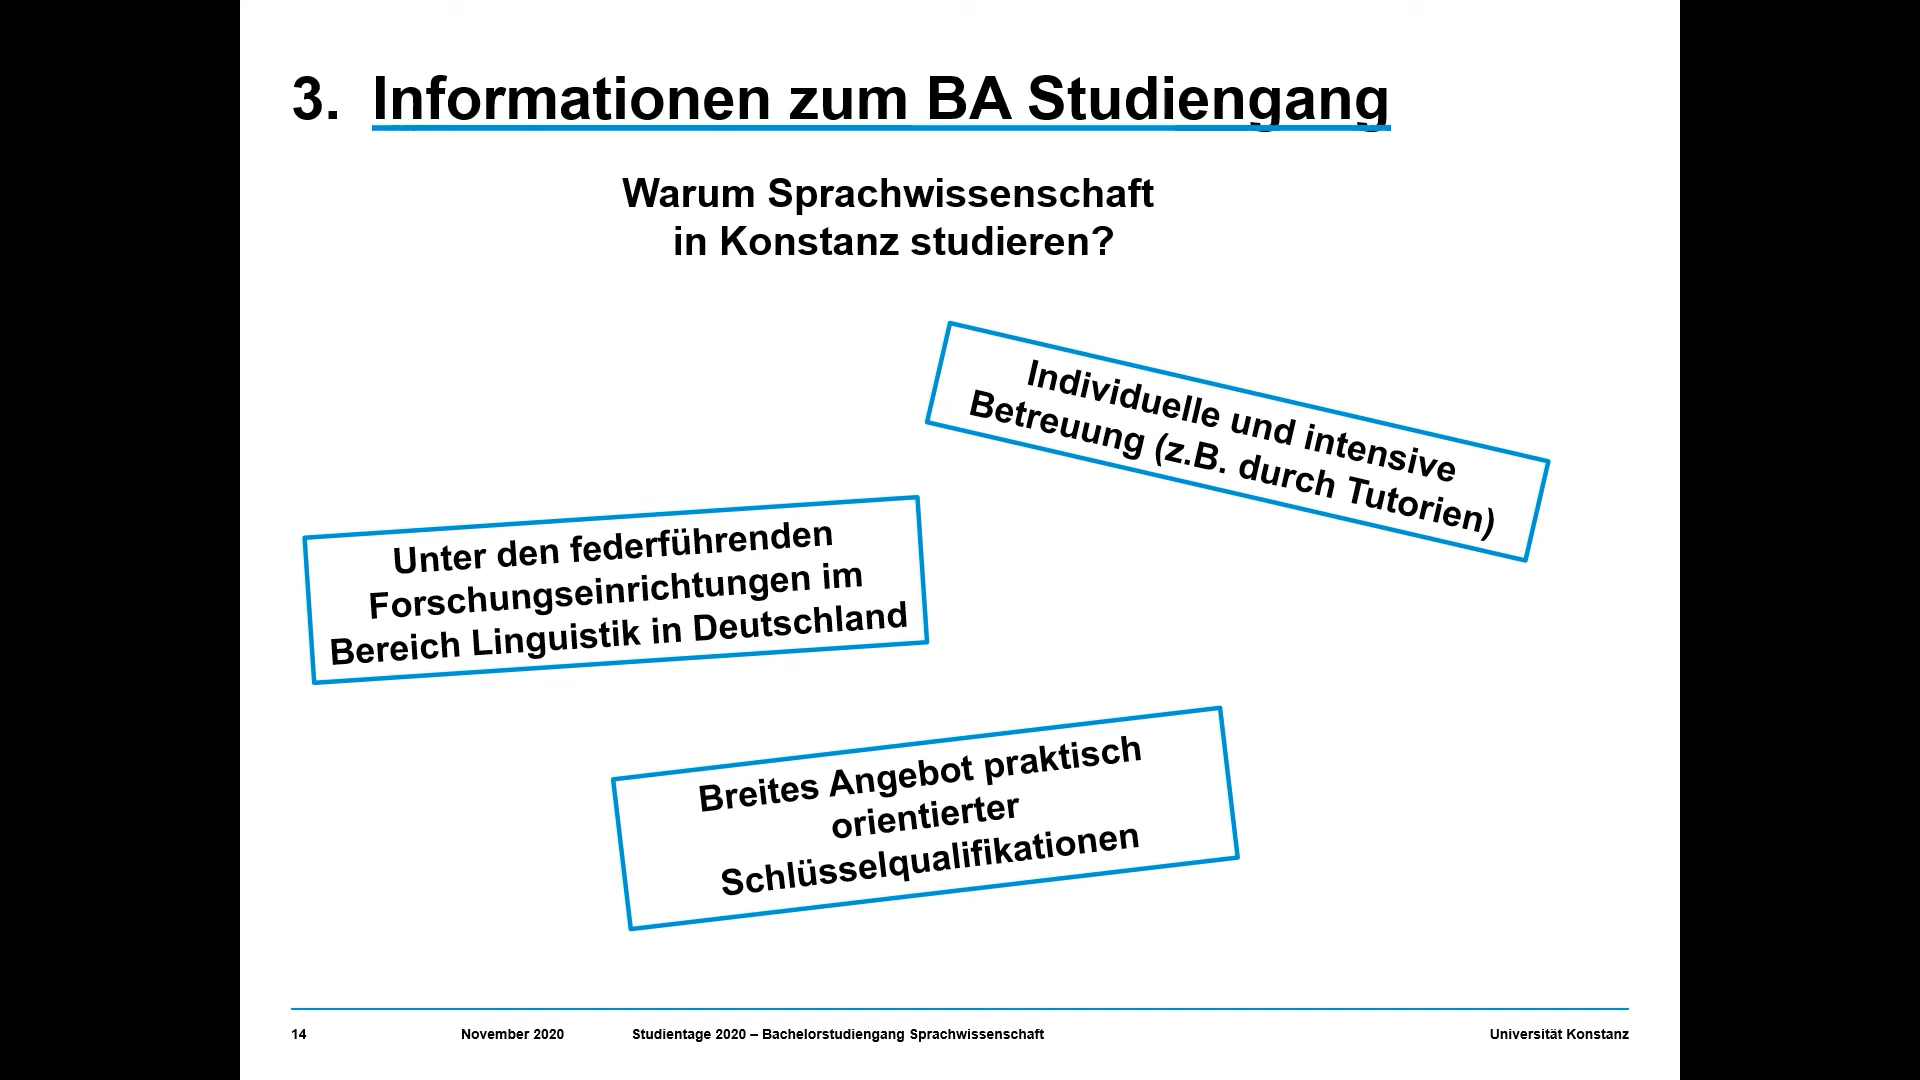 3. Informationen zum BA Studiengang
Warum Sprachwissenschaft
in Konstanz studieren?
Individuelle und intensive
Betreuung (z.B. durch Tutorien)
Unter den federführenden
Forschungseinrichtungen im
Bereich Linguistik in Deutschland
Breites Angebot praktisch
orientierter
Schlüsselqualifikationen
14 November 2020 Studientage 2020 – Bachelorstudiengang Sprachwissenschaft Universität Konstanz